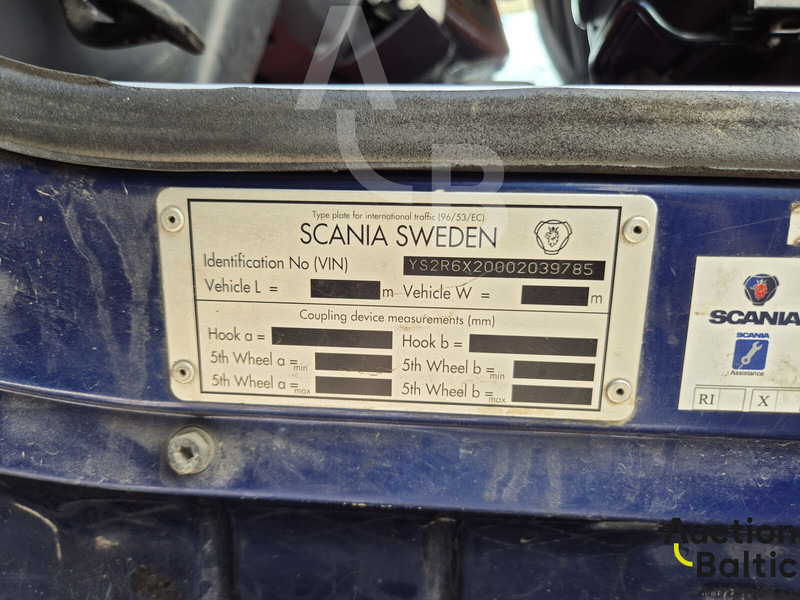 AB
Type plate for international traffic (96/53/EC)
SCANIA SWEDEN
Identification No (VIN) YS2R6X20002039785
Vehicle L = m Vehicle W = m
Coupling device measurements (mm)
Hook a = Hook b =
5th Wheel a = min 5th Wheel b = min
5th Wheel a = max 5th Wheel b = max
SCANIA
SCANIA
Assistance
RI X
Auction
Baltic